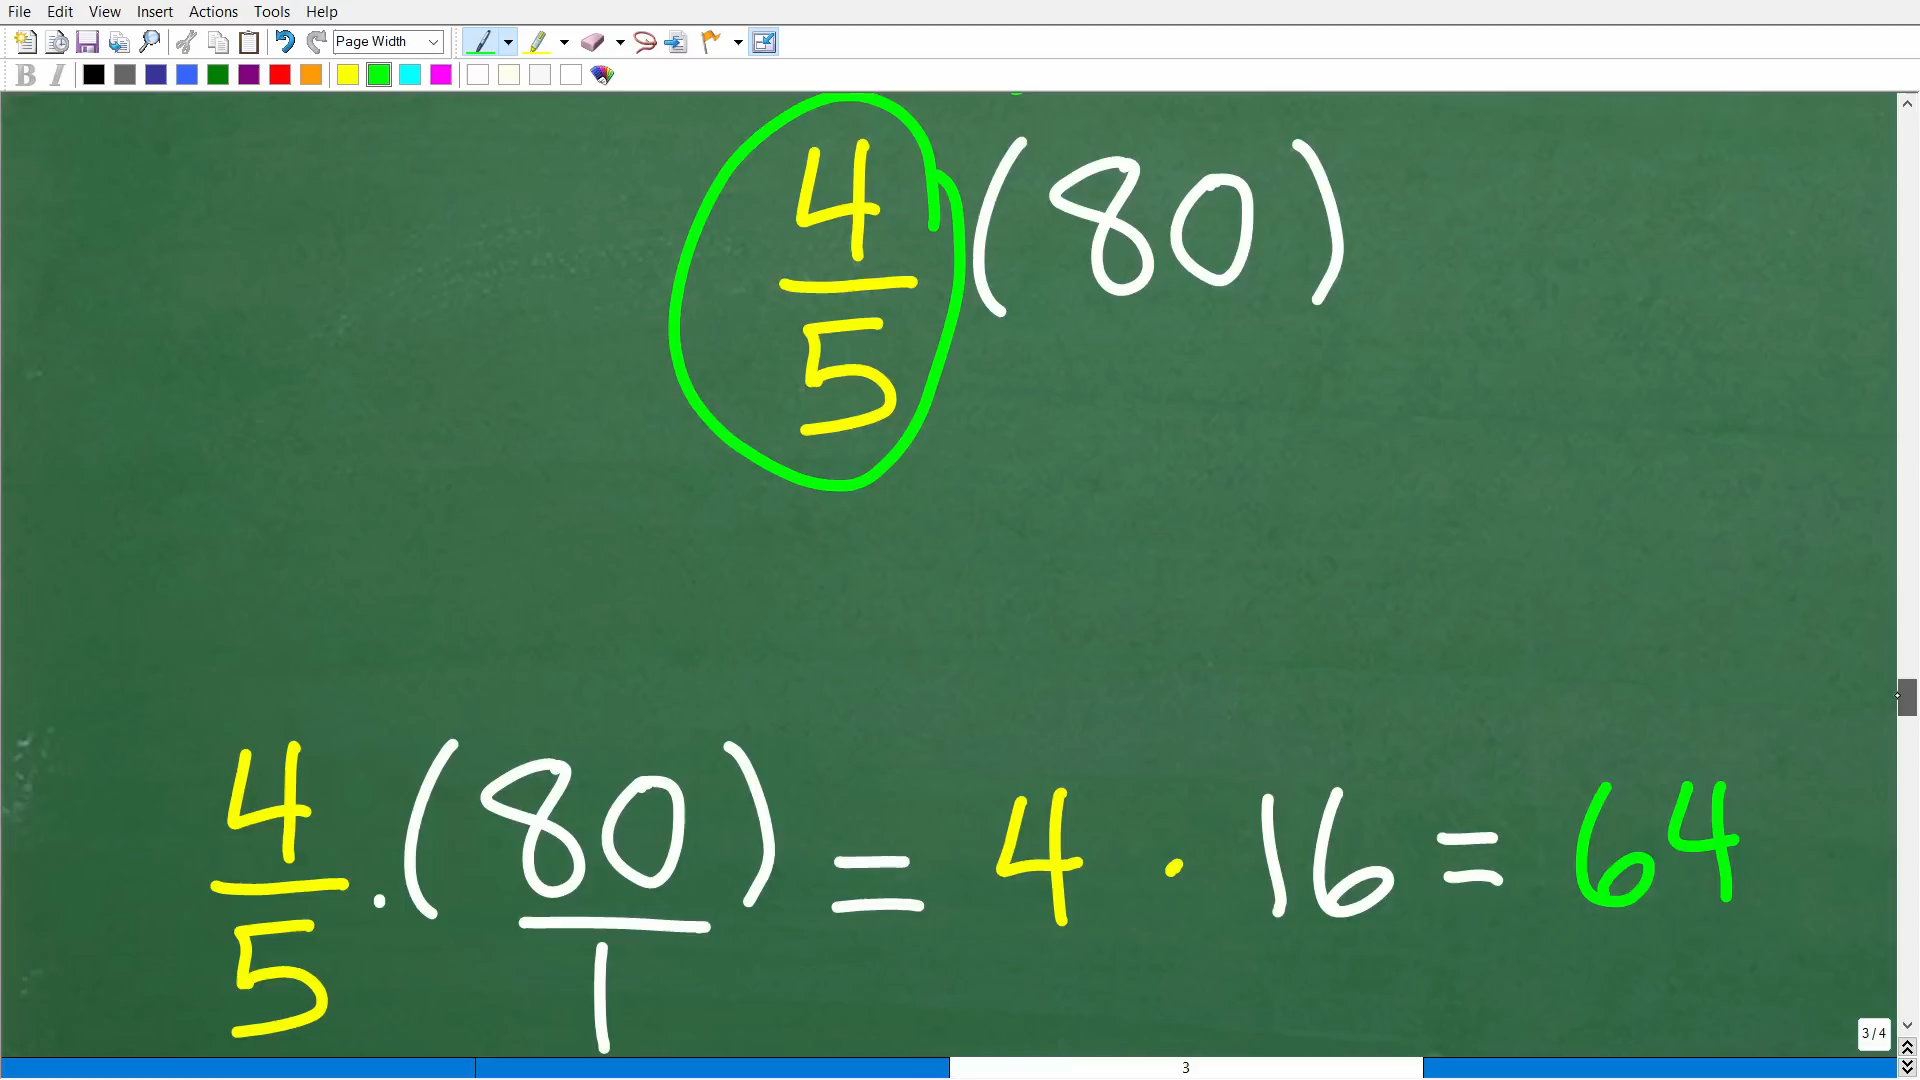 File Edit View Insert Actions Tools Help
Page Width
B I
4/5 (80)
4/5 . (80/1) = 4 · 16 = 64
3 / 4
3